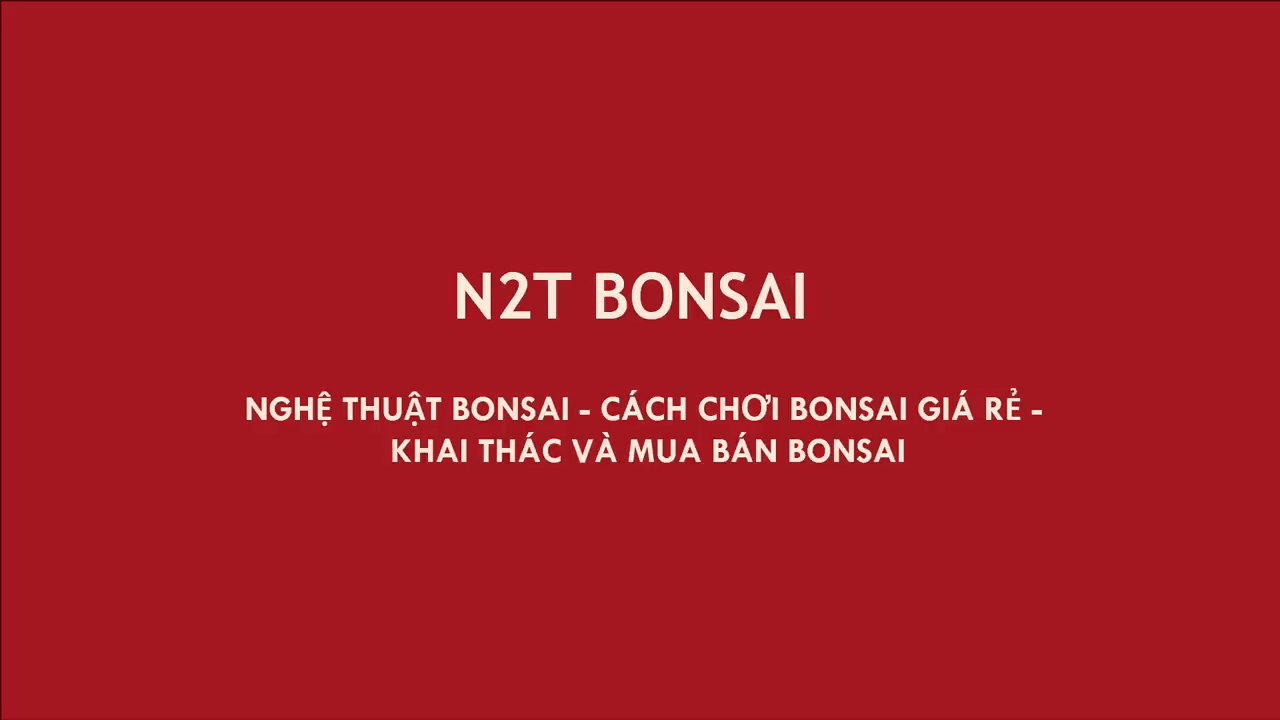 N2T BONSAI
NGHỆ THUẬT BONSAI - CÁCH CHƠI BONSAI GIÁ RẺ -
KHAI THÁC VÀ MUA BÁN BONSAI